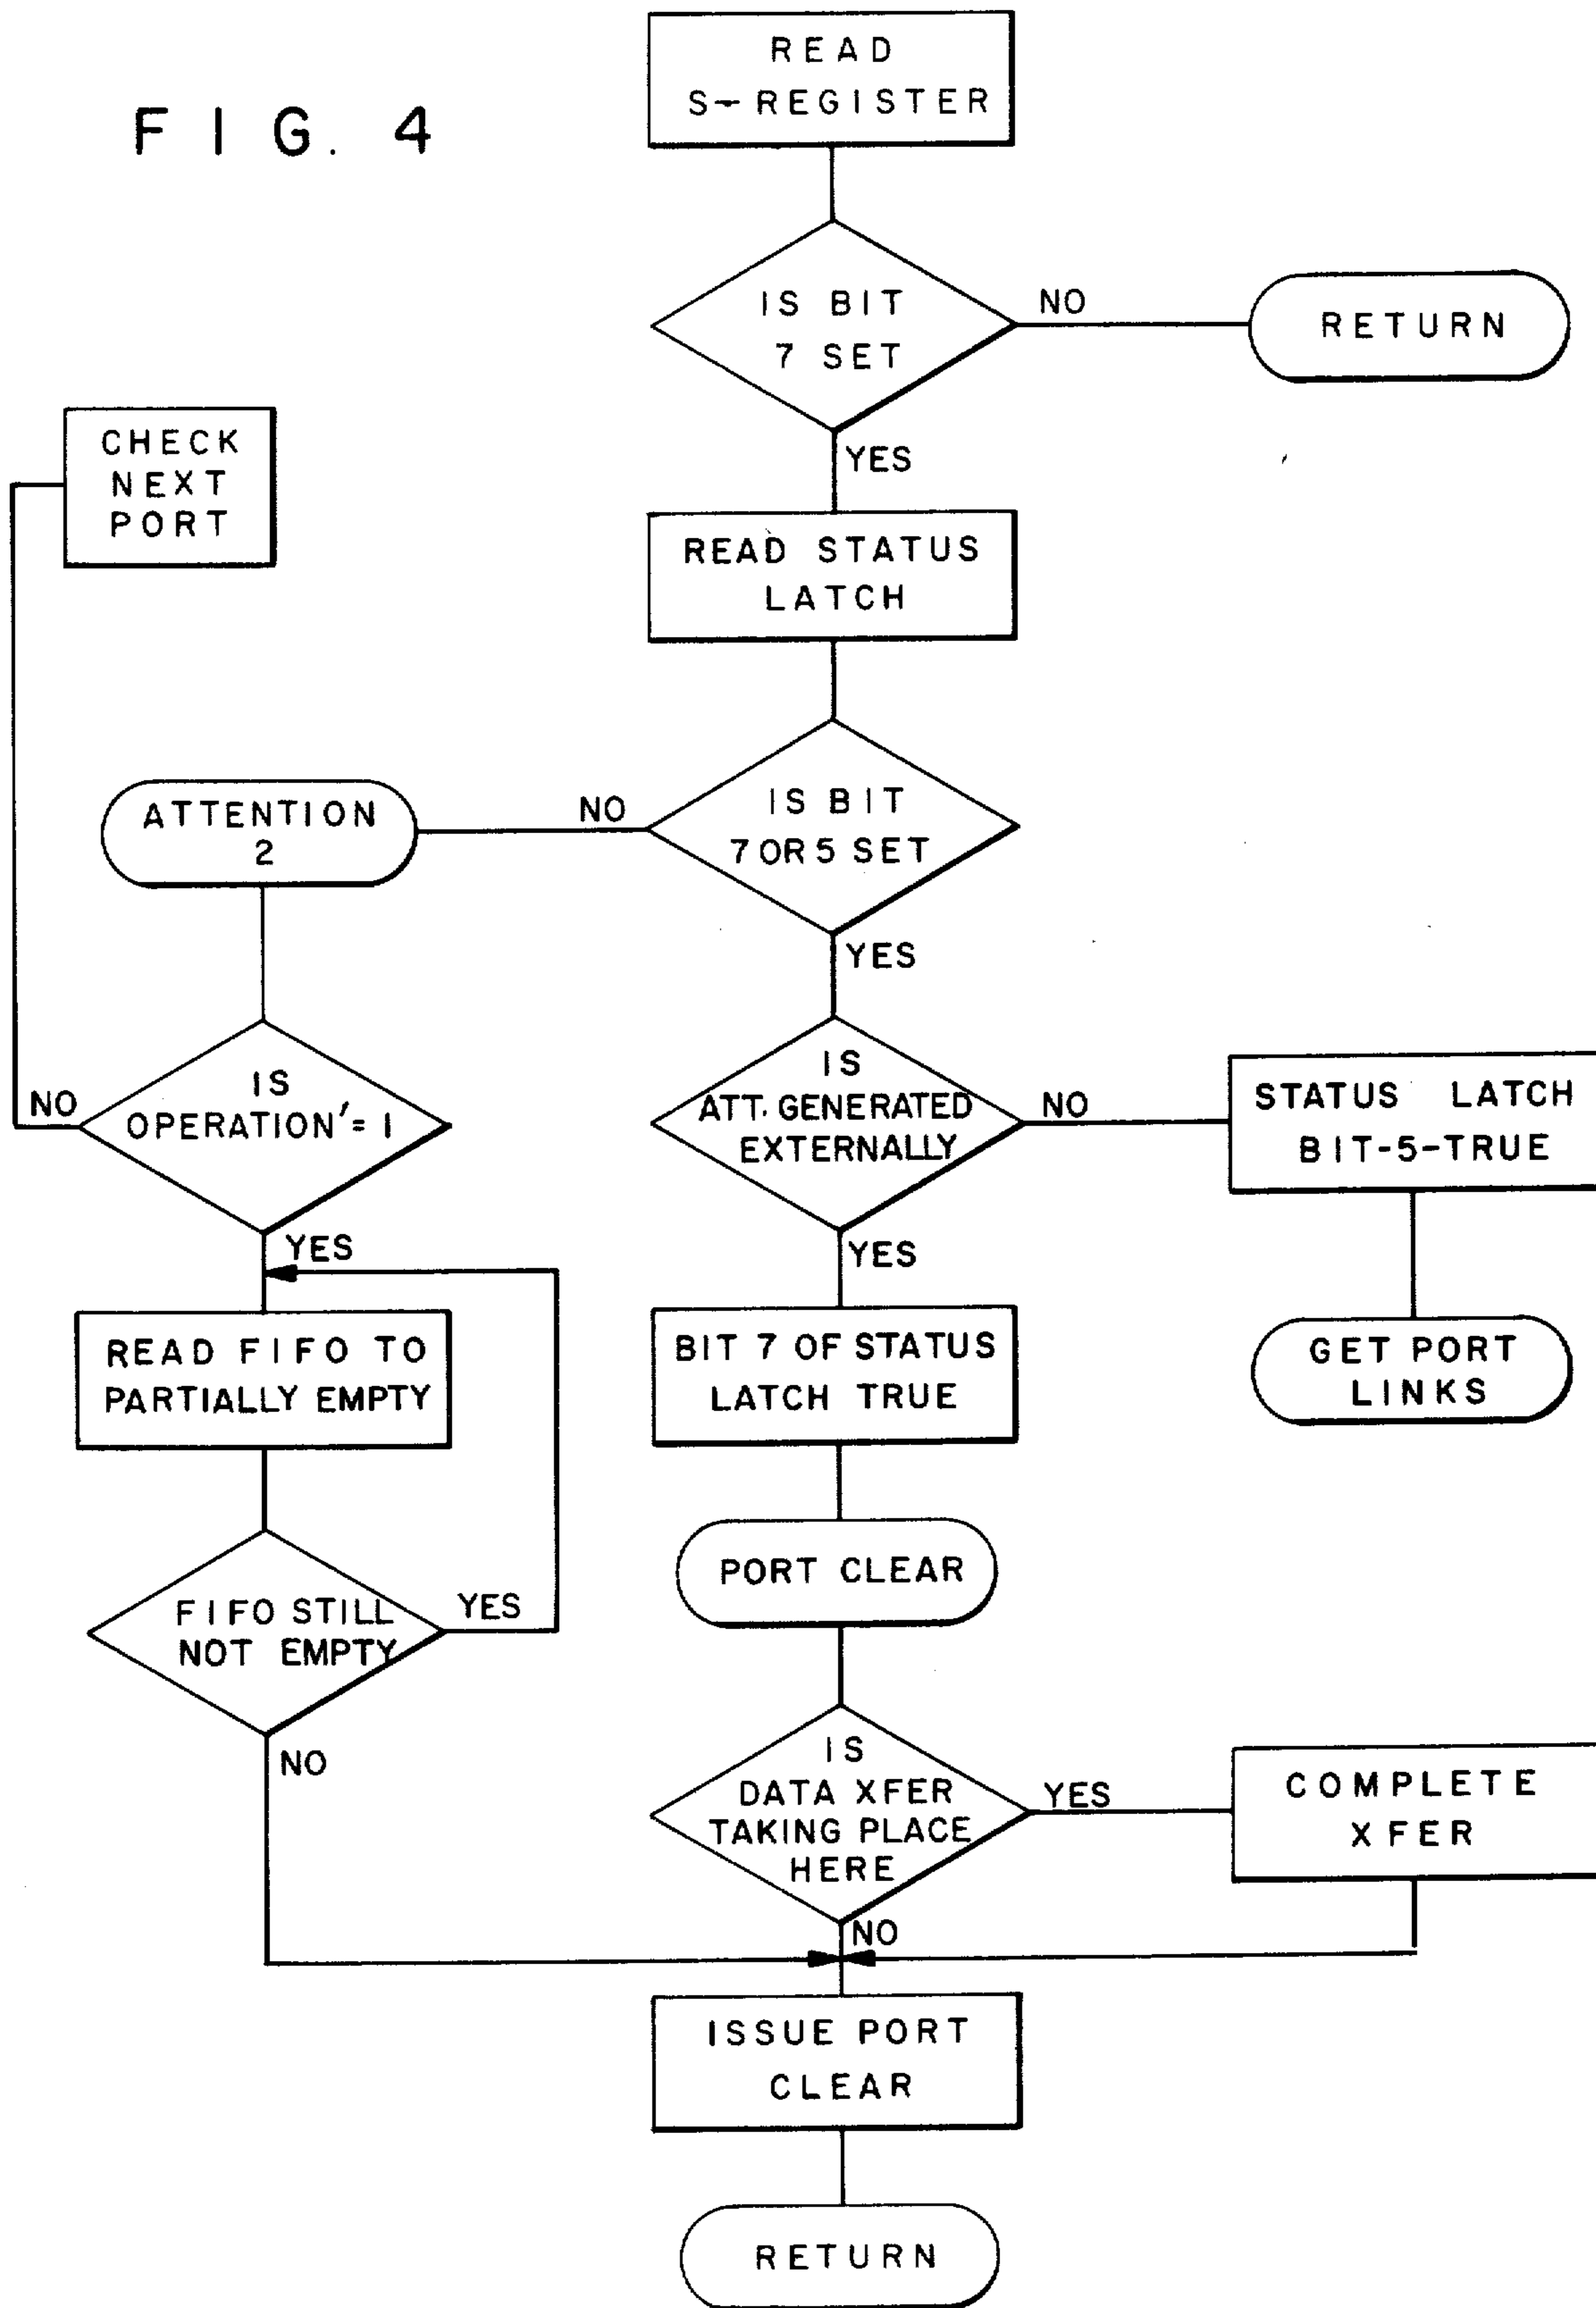 FIG. 4
READ
S-REGISTER
IS BIT
7 SET
NO
RETURN
YES
CHECK
NEXT
PORT
READ STATUS
LATCH
ATTENTION
2
NO
IS BIT
7 OR 5 SET
YES
NO
IS
OPERATION'= 1
YES
IS
ATT. GENERATED
EXTERNALLY
NO
STATUS LATCH
BIT-5-TRUE
YES
GET PORT
LINKS
READ FIFO TO
PARTIALLY EMPTY
BIT 7 OF STATUS
LATCH TRUE
FIFO STILL
NOT EMPTY
YES
NO
PORT CLEAR
IS
DATA XFER
TAKING PLACE
HERE
YES
COMPLETE
XFER
NO
ISSUE PORT
CLEAR
RETURN